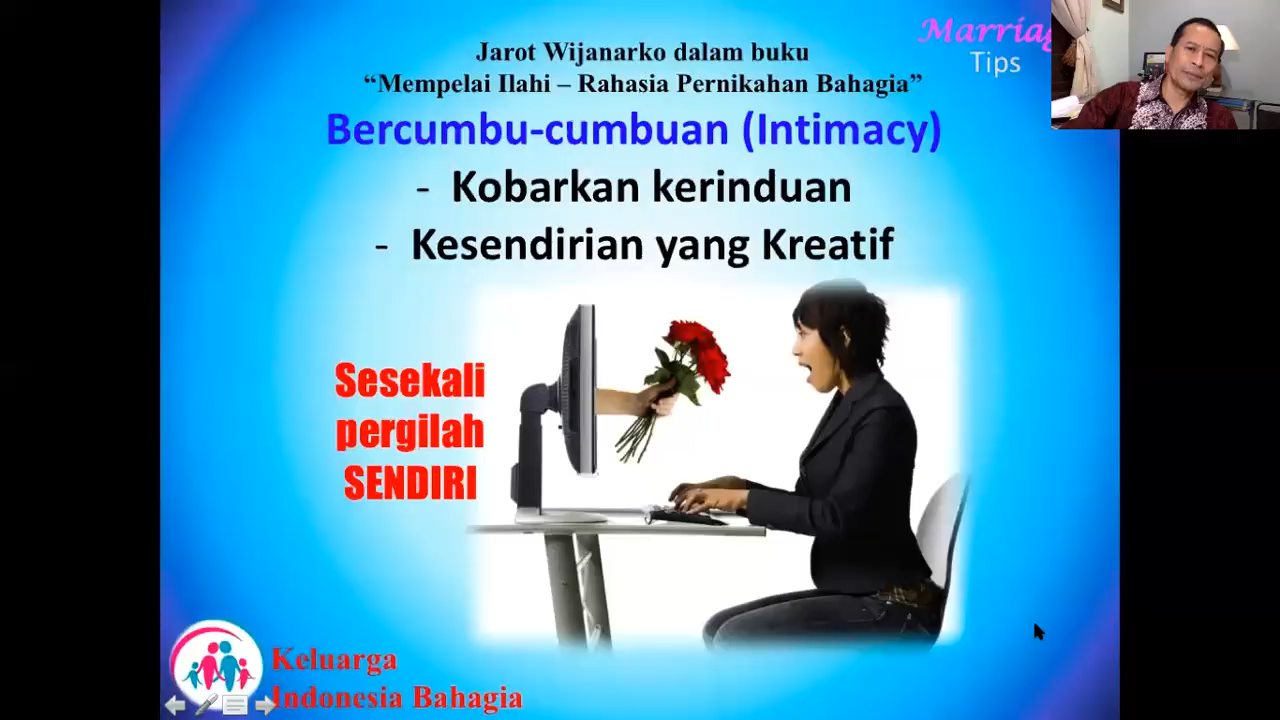 Jarot Wijanarko dalam buku
“Mempelai Ilahi – Rahasia Pernikahan Bahagia”
Marriag
Tips
Bercumbu-cumbuan (Intimacy)
- Kobarkan kerinduan
- Kesendirian yang Kreatif
Sesekali
pergilah
SENDIRI
Keluarga
Indonesia Bahagia